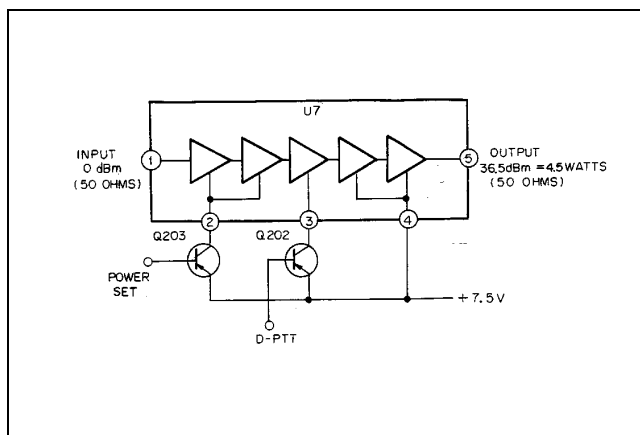 U7
INPUT
0 dBm
(50 OHMS)
1
5
OUTPUT
36.5dBm = 4.5WATTS
(50 OHMS)
2
3
4
Q203
Q202
POWER
SET
+7.5V
D-PTT